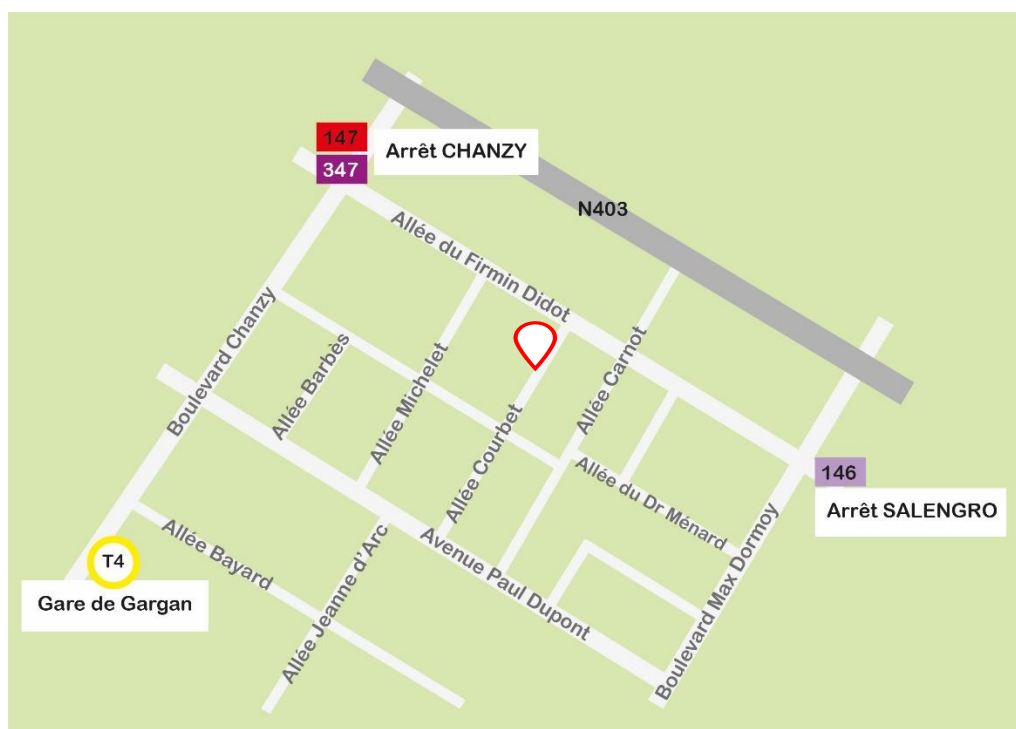 147
Arrêt CHANZY
347
N403
Allée du Firmin Didot
Boulevard Chanzy
Allée Barbès
Allée Michelet
Allée Carnot
Allée Courbet
146
Allée du Dr Ménard
Arrêt SALENGRO
Allée Bayard
Avenue Paul Dupont
Boulevard Max Dormoy
T4
Gare de Gargan
Allée Jeanne d'Arc